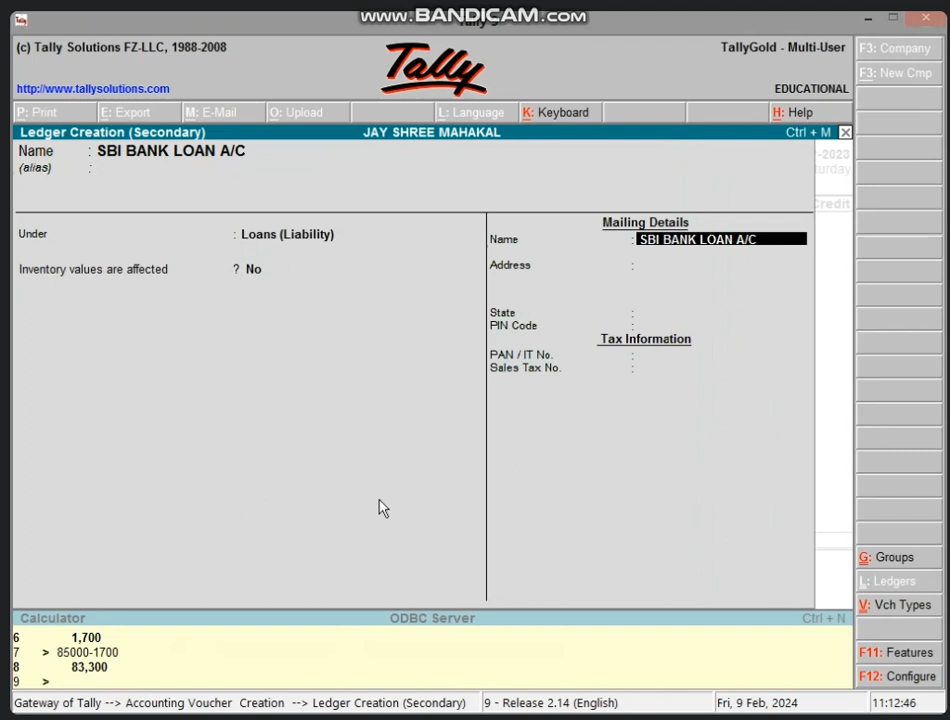 www.BANDICAM.com
(c) Tally Solutions FZ-LLC, 1988-2008
Tally
TallyGold - Multi-User
F3: Company
F3: New Cmp
http://www.tallysolutions.com
EDUCATIONAL
P: Print E: Export M: E-Mail O: Upload L: Language K: Keyboard H: Help
Ledger Creation (Secondary) JAY SHREE MAHAKAL Ctrl + M
Name : SBI BANK LOAN A/C
(alias) :
-2023
Credit
Under : Loans (Liability)
Inventory values are affected ? No
Mailing Details
Name : SBI BANK LOAN A/C
Address :
State :
PIN Code :
Tax Information
PAN / IT No. :
Sales Tax No. :
G: Groups
L: Ledgers
V: Vch Types
F11: Features
F12: Configure
Calculator ODBC Server Ctrl + N
6 1,700
7 > 85000-1700
8 83,300
9 >
Gateway of Tally --> Accounting Voucher Creation --> Ledger Creation (Secondary) 9 - Release 2.14 (English) Fri, 9 Feb, 2024 11:12:46